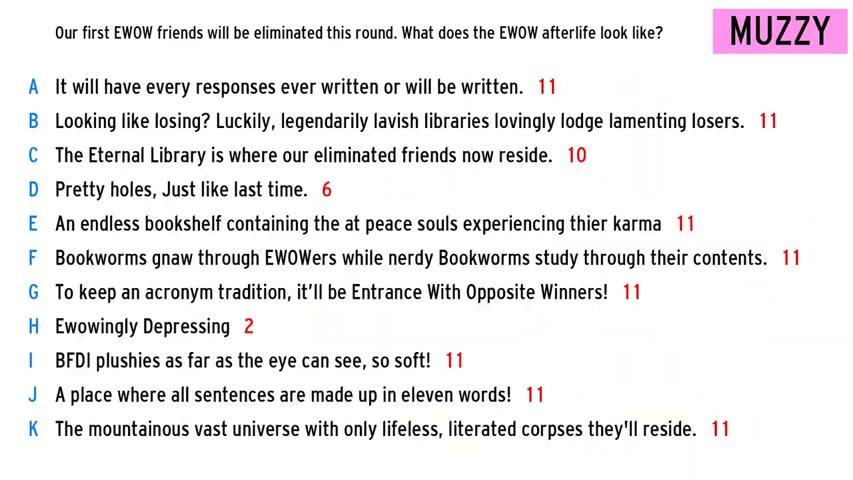 Our first EWOW friends will be eliminated this round. What does the EWOW afterlife look like?
MUZZY
A It will have every responses ever written or will be written. 11
B Looking like losing? Luckily, legendarily lavish libraries lovingly lodge lamenting losers. 11
C The Eternal Library is where our eliminated friends now reside. 10
D Pretty holes, Just like last time. 6
E An endless bookshelf containing the at peace souls experiencing thier karma 11
F Bookworms gnaw through EWOWers while nerdy Bookworms study through their contents. 11
G To keep an acronym tradition, it'll be Entrance With Opposite Winners! 11
H Ewowingly Depressing 2
I BFDI plushies as far as the eye can see, so soft! 11
J A place where all sentences are made up in eleven words! 11
K The mountainous vast universe with only lifeless, literated corpses they'll reside. 11